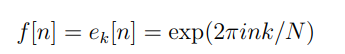 f[n] = e_k[n] = exp(2πink/N)